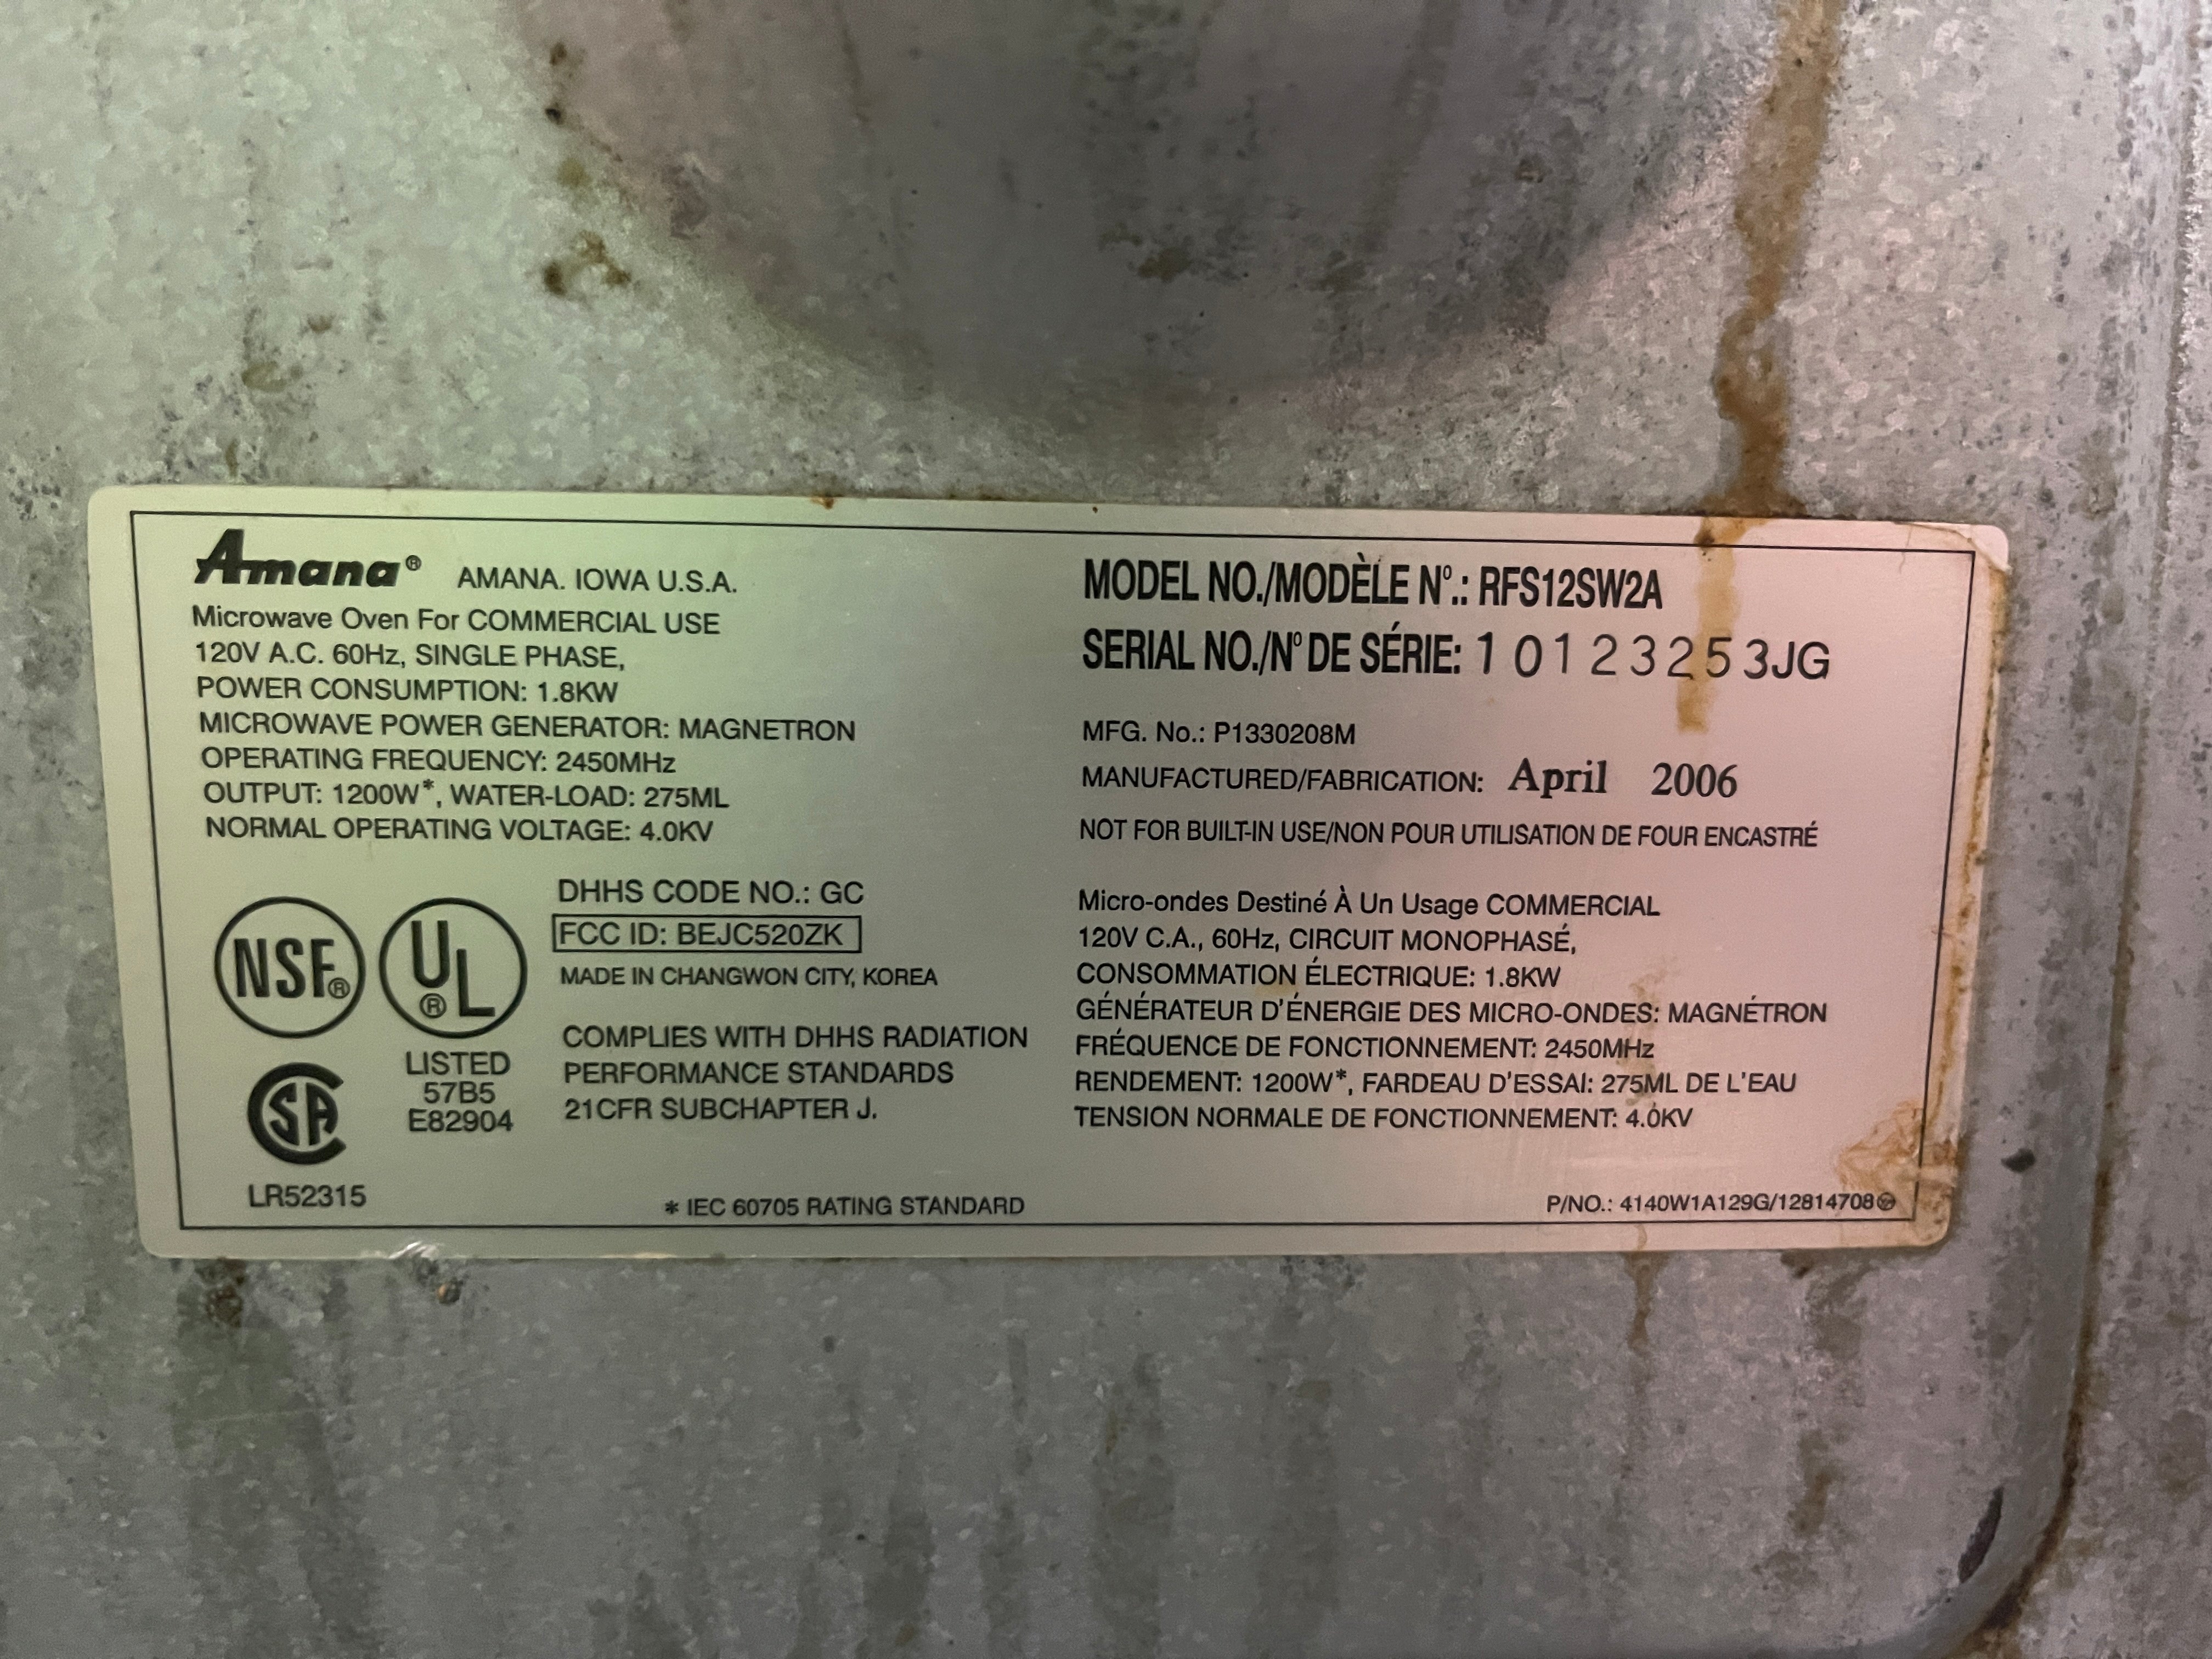 Amana® AMANA. IOWA U.S.A.
Microwave Oven For COMMERCIAL USE
120V A.C. 60Hz, SINGLE PHASE,
POWER CONSUMPTION: 1.8KW
MICROWAVE POWER GENERATOR: MAGNETRON
OPERATING FREQUENCY: 2450MHz
OUTPUT: 1200W*, WATER-LOAD: 275ML
NORMAL OPERATING VOLTAGE: 4.0KV
NSF®
UL®
LISTED
57B5
E82904
SA
LR52315
DHHS CODE NO.: GC
FCC ID: BEJC520ZK
MADE IN CHANGWON CITY, KOREA
COMPLIES WITH DHHS RADIATION
PERFORMANCE STANDARDS
21CFR SUBCHAPTER J.
* IEC 60705 RATING STANDARD
MODEL NO./MODÈLE Nº.: RFS12SW2A
SERIAL NO./Nº DE SÉRIE: 10123253JG
MFG. No.: P1330208M
MANUFACTURED/FABRICATION: April 2006
NOT FOR BUILT-IN USE/NON POUR UTILISATION DE FOUR ENCASTRÉ
Micro-ondes Destiné À Un Usage COMMERCIAL
120V C.A., 60Hz, CIRCUIT MONOPHASÉ,
CONSOMMATION ÉLECTRIQUE: 1.8KW
GÉNÉRATEUR D'ÉNERGIE DES MICRO-ONDES: MAGNÉTRON
FRÉQUENCE DE FONCTIONNEMENT: 2450MHz
RENDEMENT: 1200W*, FARDEAU D'ESSAI: 275ML DE L'EAU
TENSION NORMALE DE FONCTIONNEMENT: 4.0KV
P/NO.: 4140W1A129G/12814708